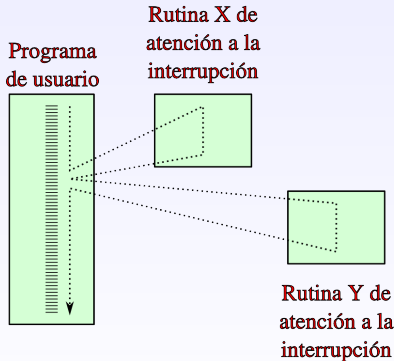 Programa
de usuario
Rutina X de
atención a la
interrupción
Rutina Y de
atención a la
interrupción